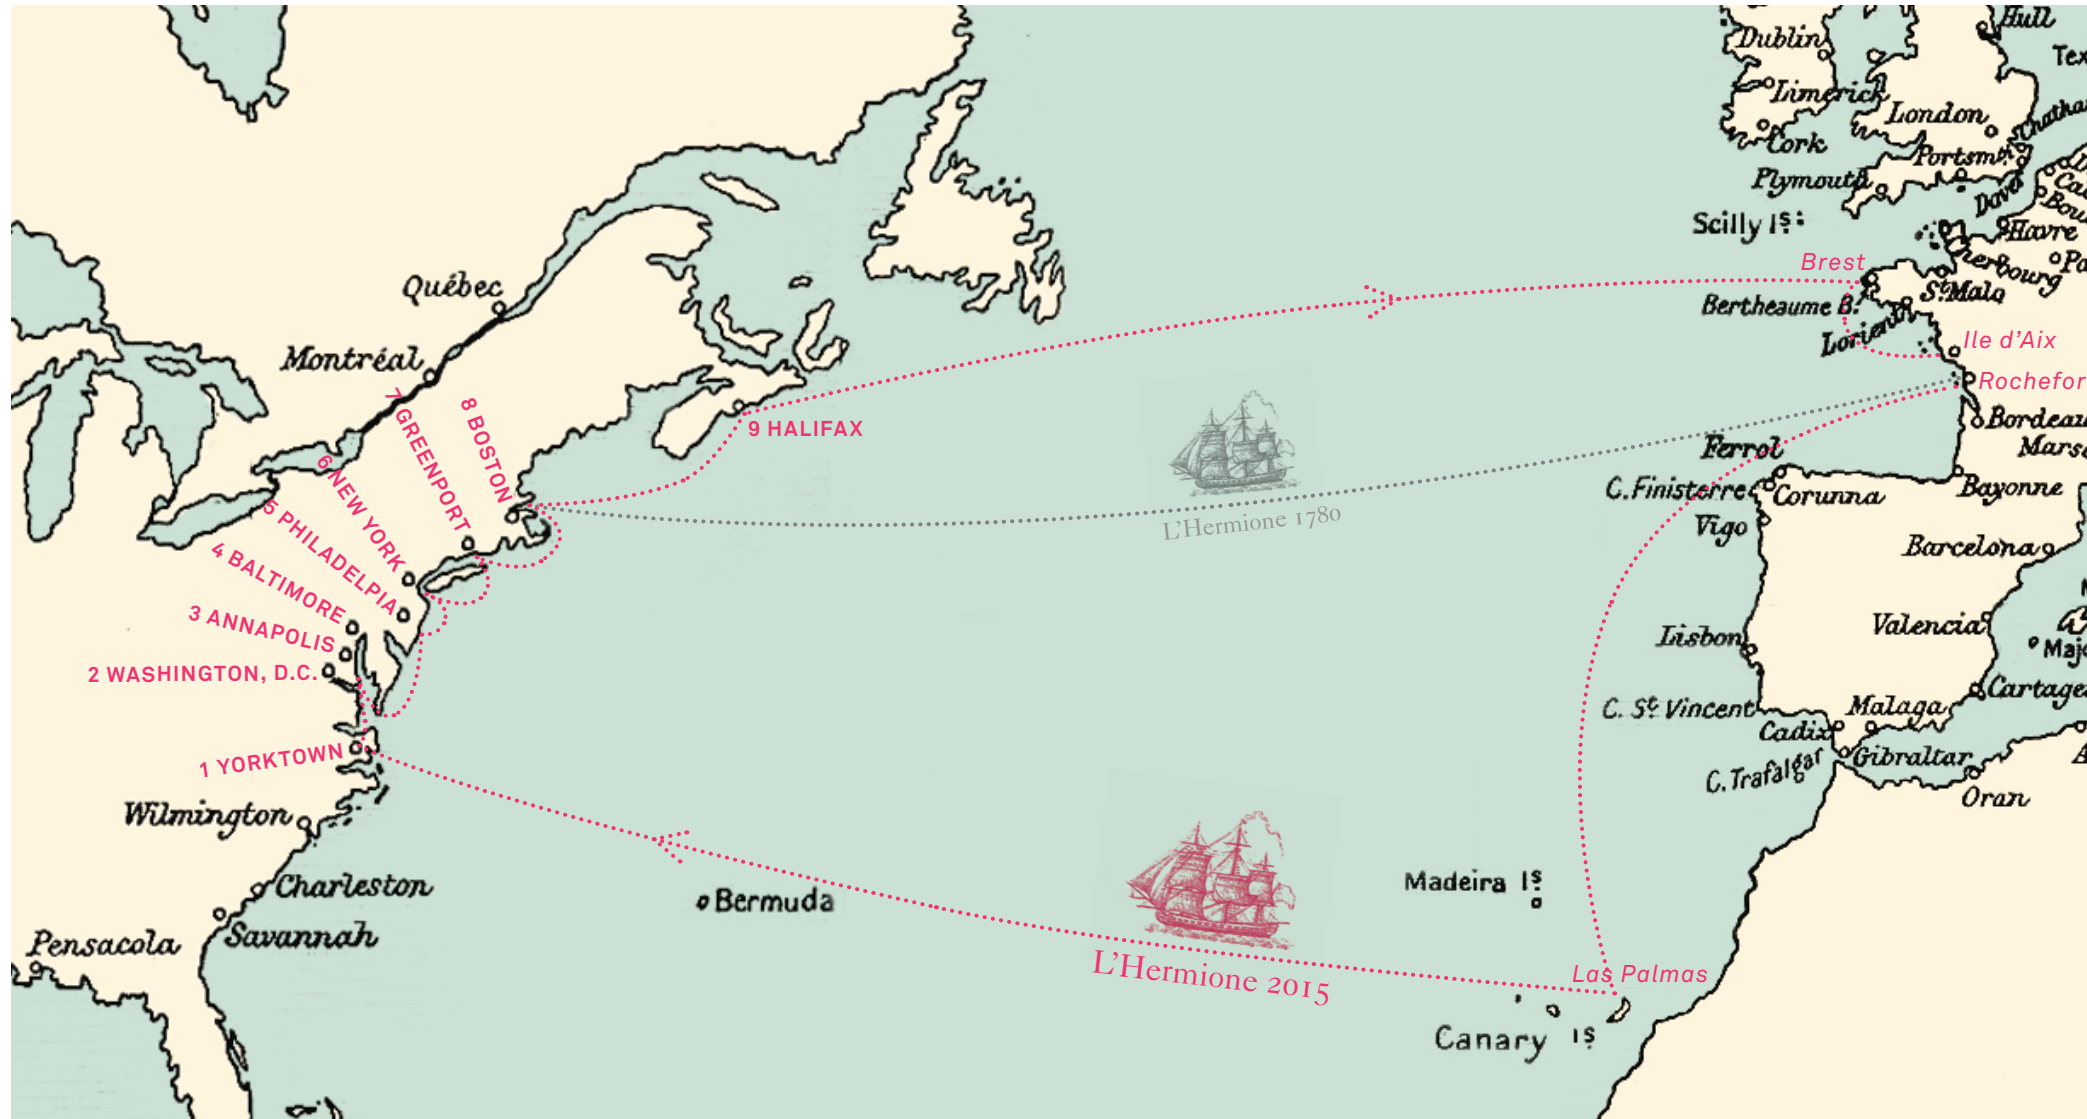 Hull
Dublin
Limerick
London
Cork
Portsmº
Plymouth
Dover
Scilly Is.
Havre
Brest
Cherbourg
St. Malo
Bertheaume B.
Lorient
Ile d'Aix
Rochefor
Bordeau
Québec
Montréal
7 GREENPORT
8 BOSTON
9 HALIFAX
6 NEW YORK
5 PHILADELPIA
4 BALTIMORE
3 ANNAPOLIS
2 WASHINGTON, D.C.
1 YORKTOWN
L'Hermione 1780
Ferrol
C. Finisterre
Corunna
Bayonne
Vigo
Barcelona
Lisbon
Valencia
C. St. Vincent
Malaga
Cadix
C. Trafalgar
Gibraltar
Oran
Wilmington
Charleston
Savannah
Pensacola
Bermuda
Madeira Is.
L'Hermione 2015
Las Palmas
Canary Is.